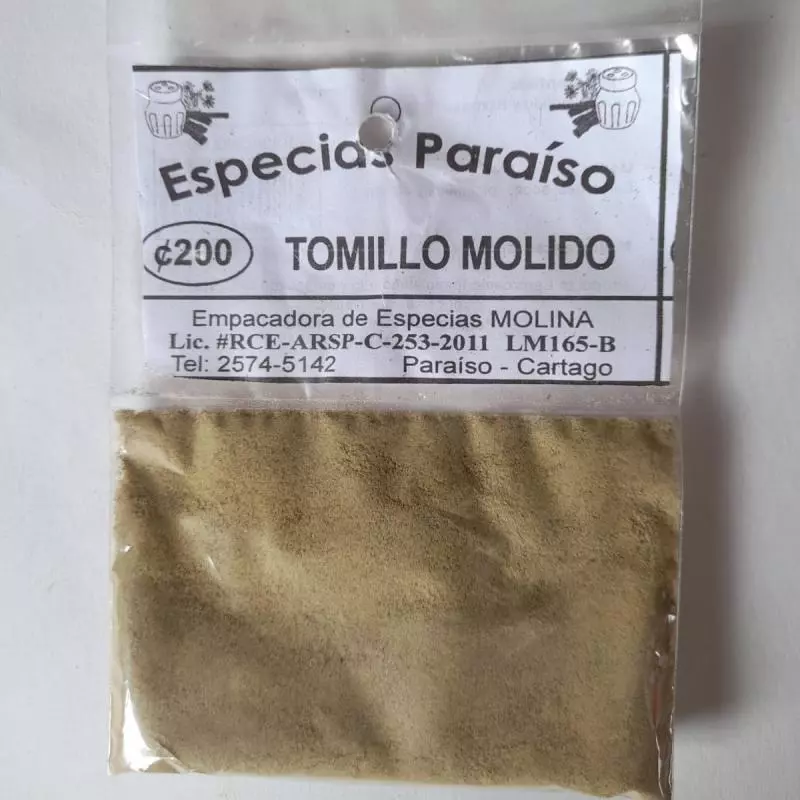 Especias Paraíso
¢200 TOMILLO MOLIDO
Empacadora de Especias MOLINA
Lic. #RCE-ARSP-C-253-2011 LM165-B
Tel: 2574-5142 Paraíso - Cartago